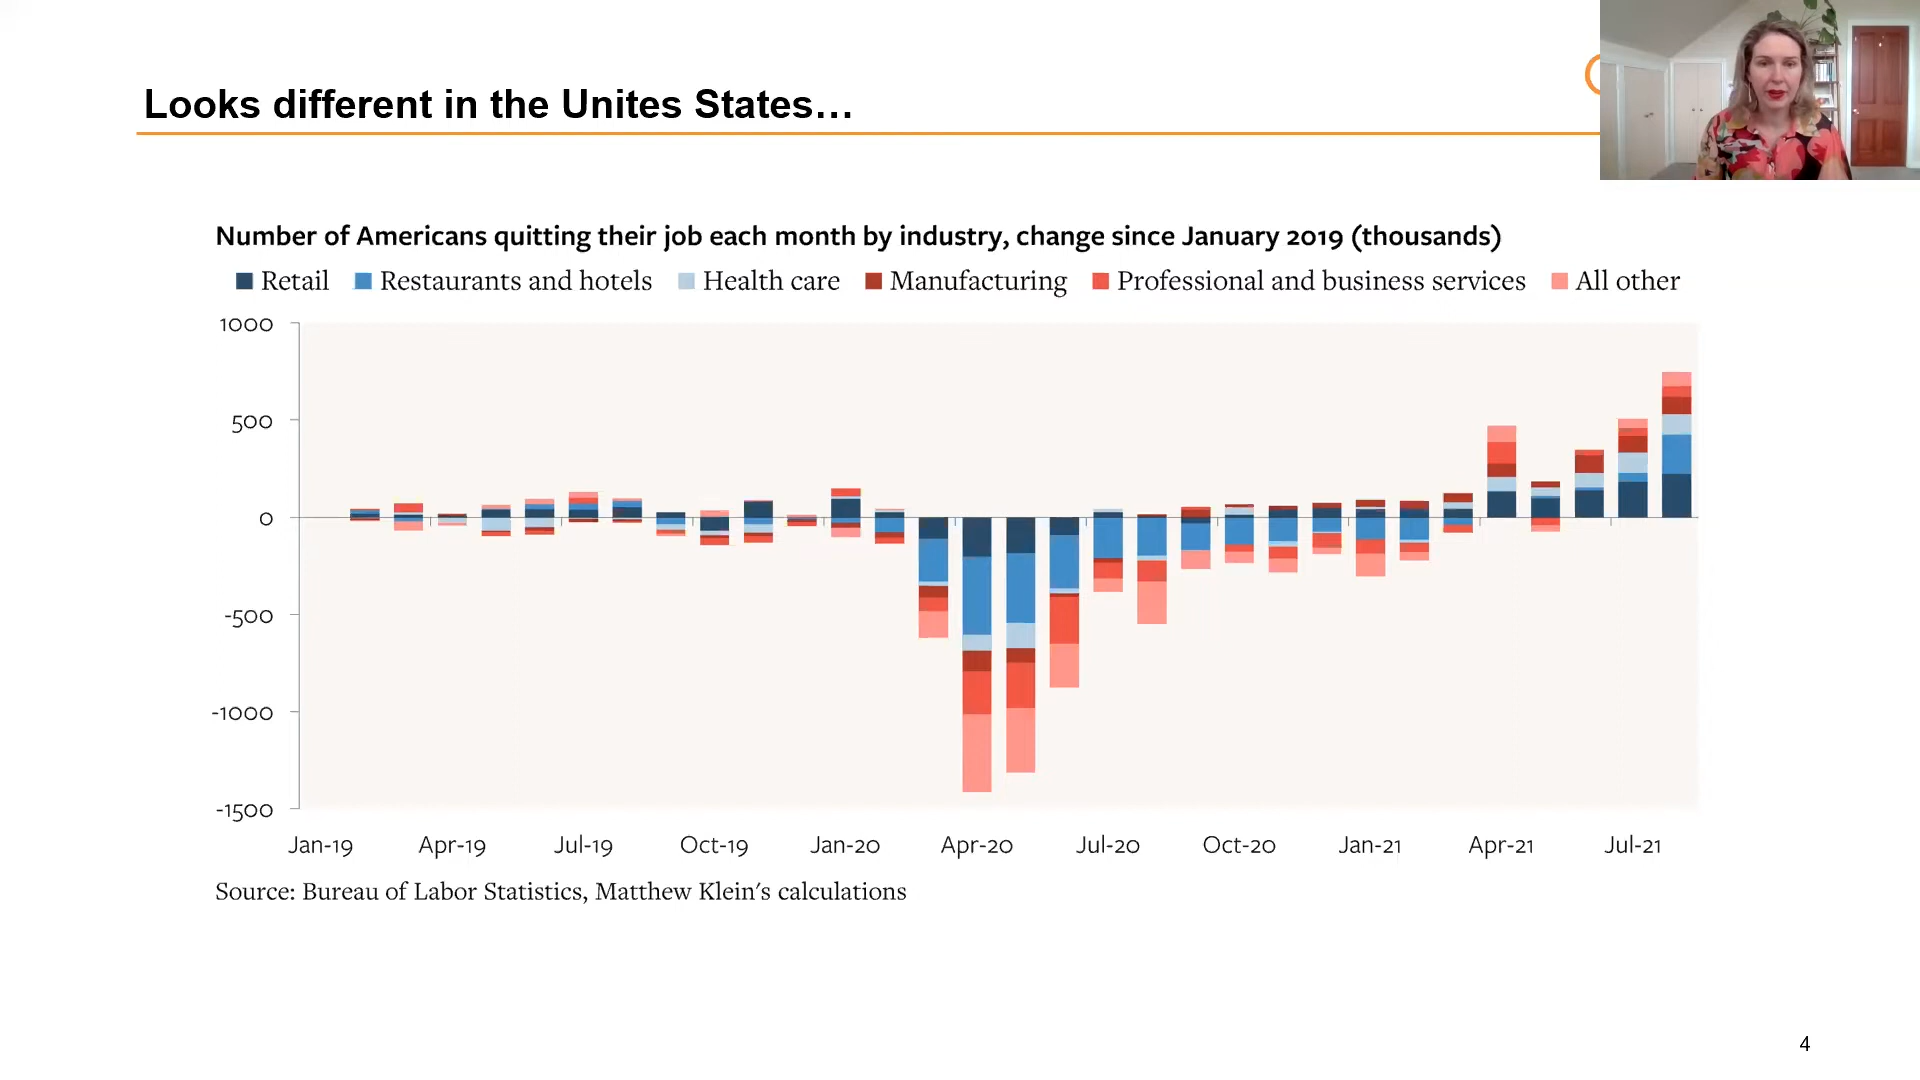 Looks different in the Unites States…
Number of Americans quitting their job each month by industry, change since January 2019 (thousands)
Retail Restaurants and hotels Health care Manufacturing Professional and business services All other
1000
500
0
-500
-1000
-1500
Jan-19 Apr-19 Jul-19 Oct-19 Jan-20 Apr-20 Jul-20 Oct-20 Jan-21 Apr-21 Jul-21
Source: Bureau of Labor Statistics, Matthew Klein's calculations
4